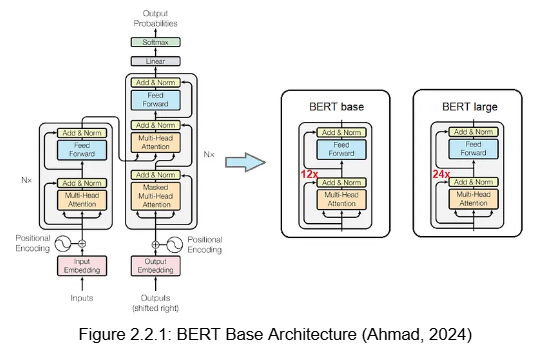 Output
Probabilities
Softmax
Linear
Add & Norm
Feed
Forward
Add & Norm
Multi-Head
Attention
Add & Norm
Masked
Multi-Head
Attention
Nx
Positional
Encoding
Output
Embedding
Outputs
(shifted right)
Add & Norm
Feed
Forward
Add & Norm
Multi-Head
Attention
Nx
Positional
Encoding
Input
Embedding
Inputs
BERT base
Add & Norm
Feed
Forward
12x
Add & Norm
Multi-Head
Attention
BERT large
Add & Norm
Feed
Forward
24x
Add & Norm
Multi-Head
Attention
Figure 2.2.1: BERT Base Architecture (Ahmad, 2024)